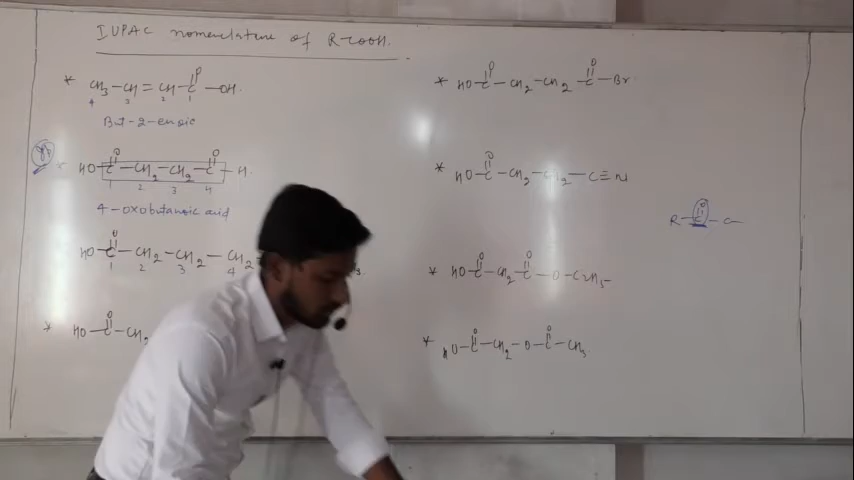 IUPAC nomenclature of R-COOH.
* CH3-CH=CH-C-OH.
O
4 3 2 1
But-2-enoic
* HO-C-CH2-CH2-C-H.
O O
1 2 3 4
4-oxobutanoic acid
HO-C-CH2-CH2-CH2
O
1 2 3 4
* HO-C-CH2
O
* HO-C-CH2-CH2-C-Br
O O
* HO-C-CH2-CH2-C≡N
O
* HO-C-CH2-C-O-C2H5
O O
* HO-C-CH2-O-C-CH3
O O
R-C-
O